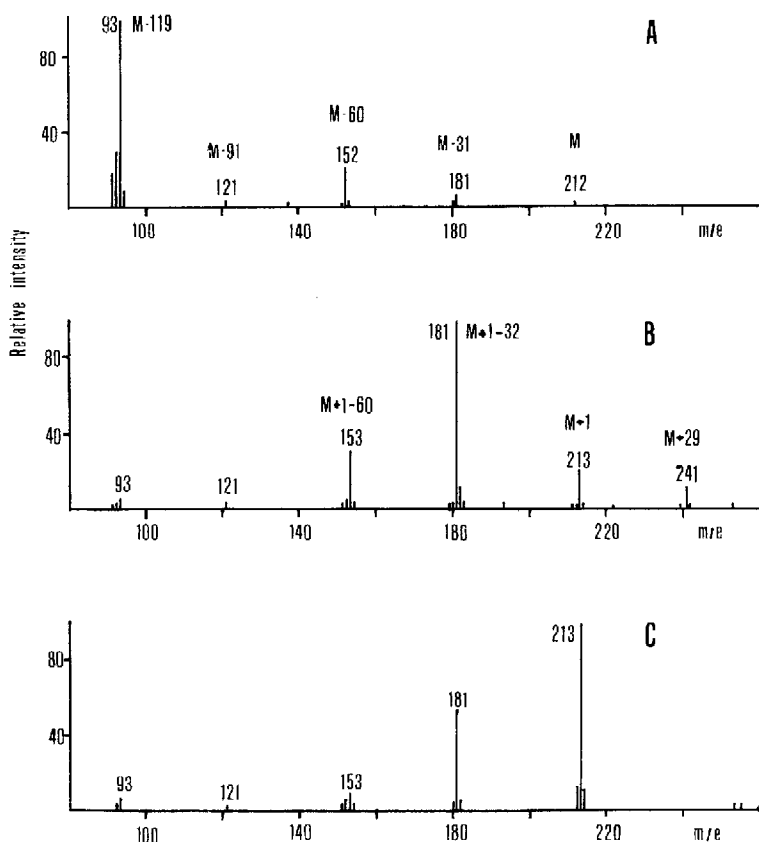 A
93 M-119
80
M-60
40
M-91
152
M-31
M
121
181
212
100
140
180
220
m/e
Relative intensity
B
181 M+1-32
80
M+1-60
40
153
M+1
213
M+29
241
93
121
100
140
180
220
m/e
C
213
80
181
40
93
121
153
100
140
180
220
m/e